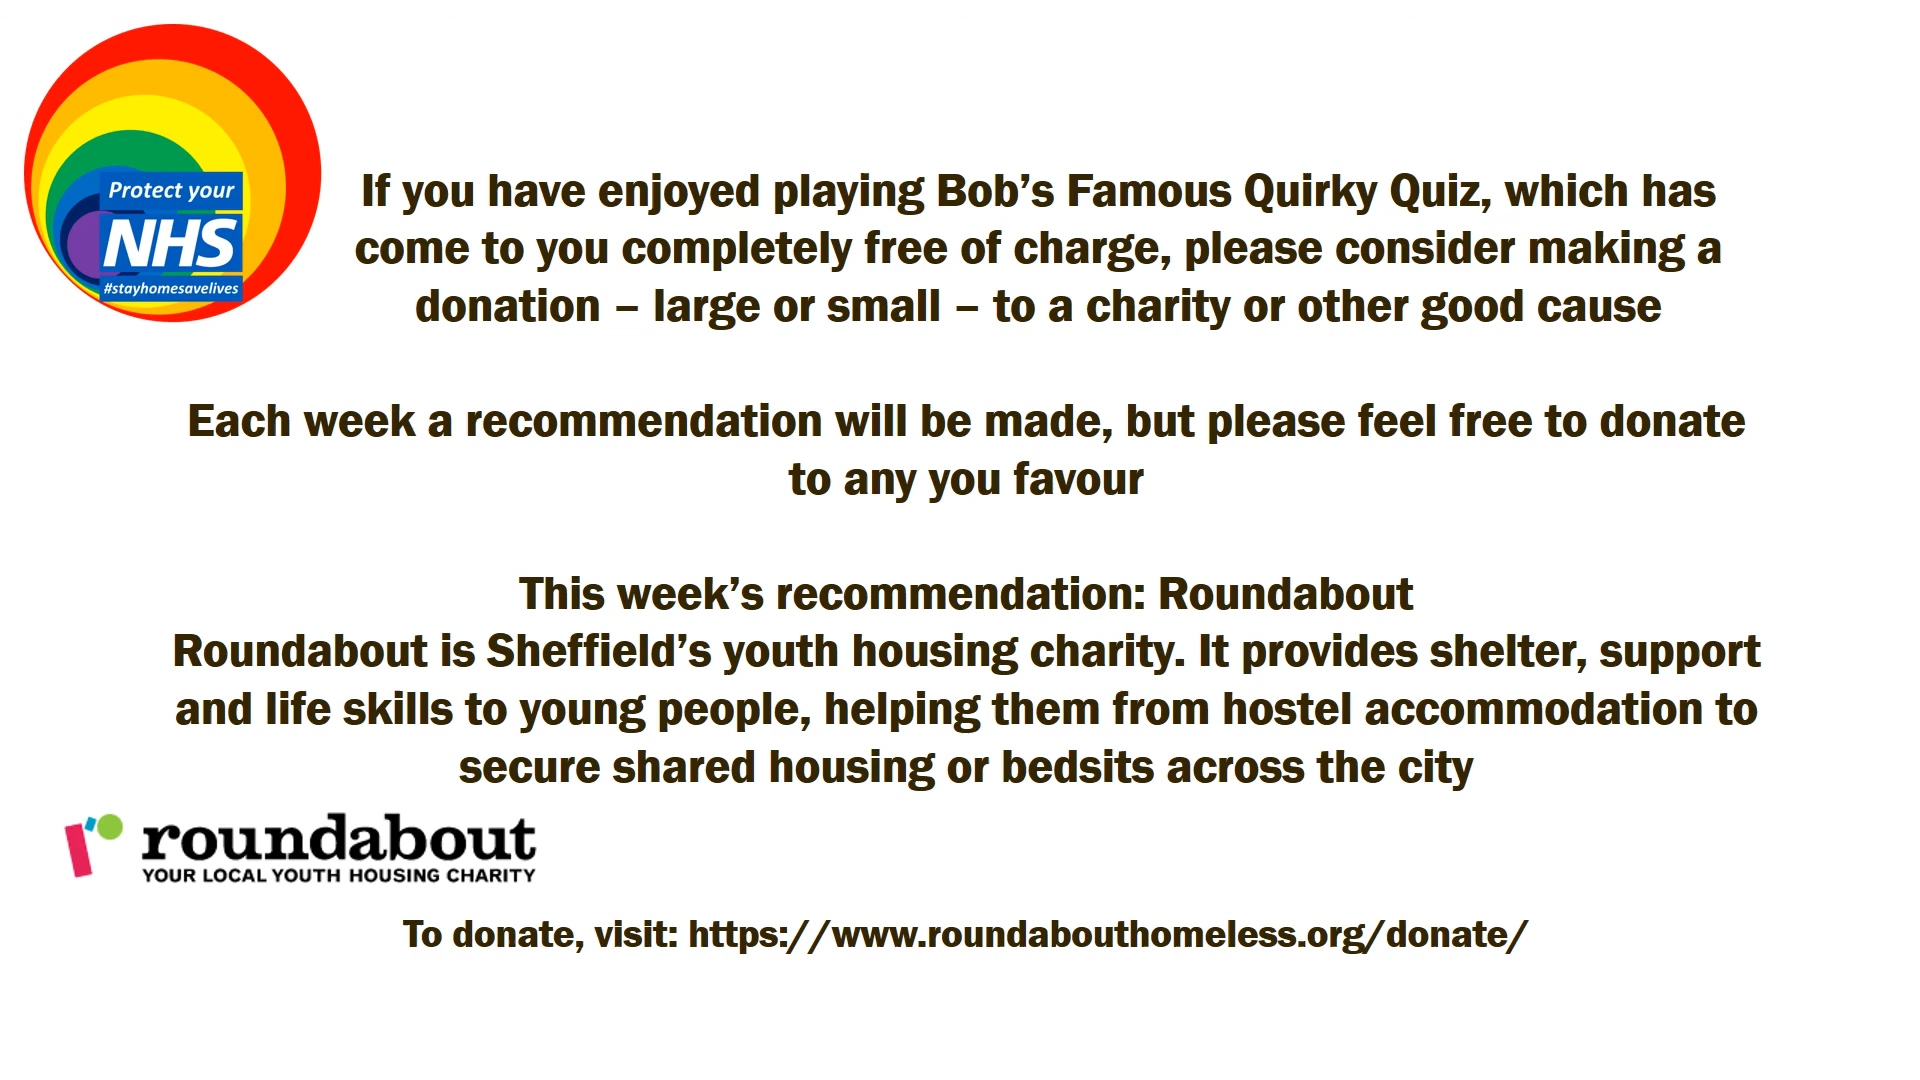 Protect your
NHS
#stayhomesavelives
If you have enjoyed playing Bob’s Famous Quirky Quiz, which has
come to you completely free of charge, please consider making a
donation – large or small – to a charity or other good cause
Each week a recommendation will be made, but please feel free to donate
to any you favour
This week’s recommendation: Roundabout
Roundabout is Sheffield’s youth housing charity. It provides shelter, support
and life skills to young people, helping them from hostel accommodation to
secure shared housing or bedsits across the city
roundabout
YOUR LOCAL YOUTH HOUSING CHARITY
To donate, visit: https://www.roundabouthomeless.org/donate/